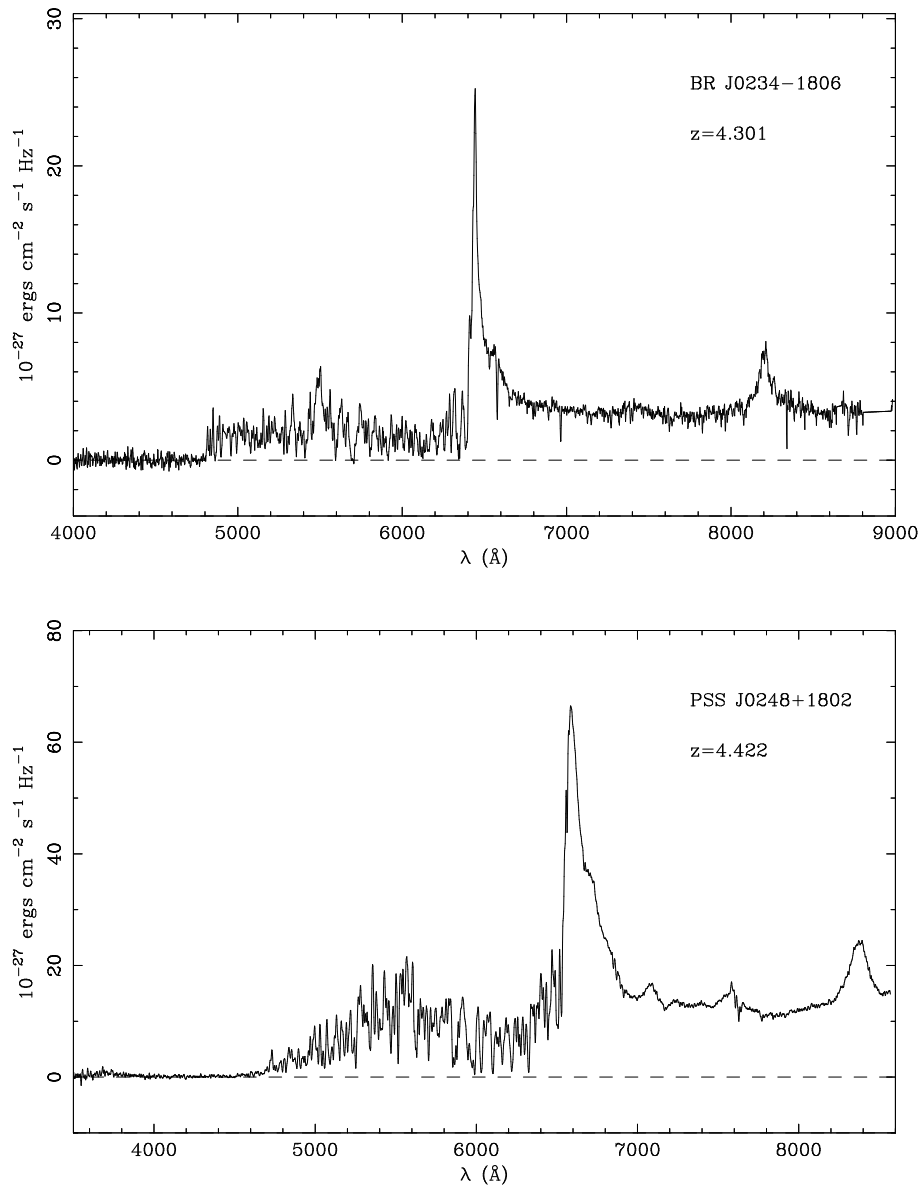 30
20
10
0
10⁻²⁷ ergs cm⁻² s⁻¹ Hz⁻¹
BR J0234−1806
z=4.301
4000 5000 6000 7000 8000 9000
λ (Å)
80
60
40
20
0
10⁻²⁷ ergs cm⁻² s⁻¹ Hz⁻¹
PSS J0248+1802
z=4.422
4000 5000 6000 7000 8000
λ (Å)